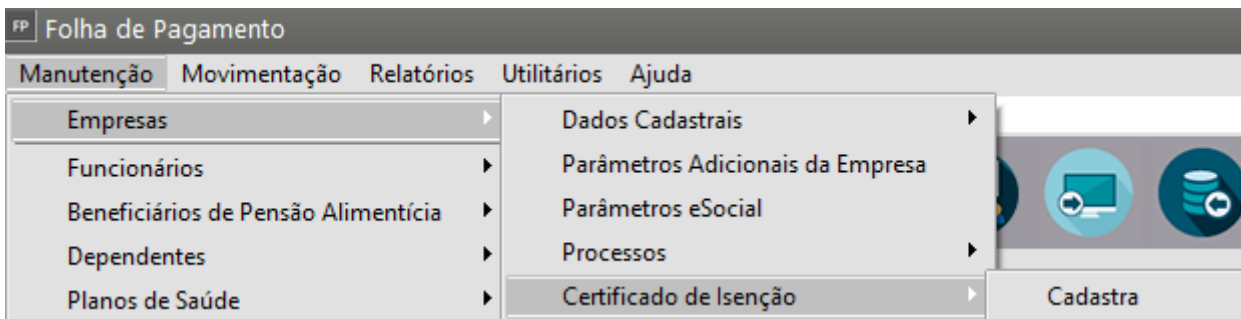 FP Folha de Pagamento
Manutenção Movimentação Relatórios Utilitários Ajuda
Empresas
Funcionários
Beneficiários de Pensão Alimentícia
Dependentes
Planos de Saúde
Dados Cadastrais
Parâmetros Adicionais da Empresa
Parâmetros eSocial
Processos
Certificado de Isenção
Cadastra